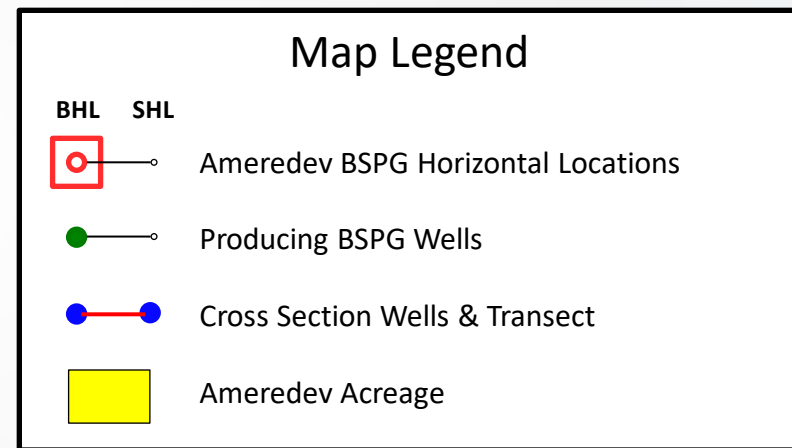 Map Legend
BHL SHL
Ameredev BSPG Horizontal Locations
Producing BSPG Wells
Cross Section Wells & Transect
Ameredev Acreage